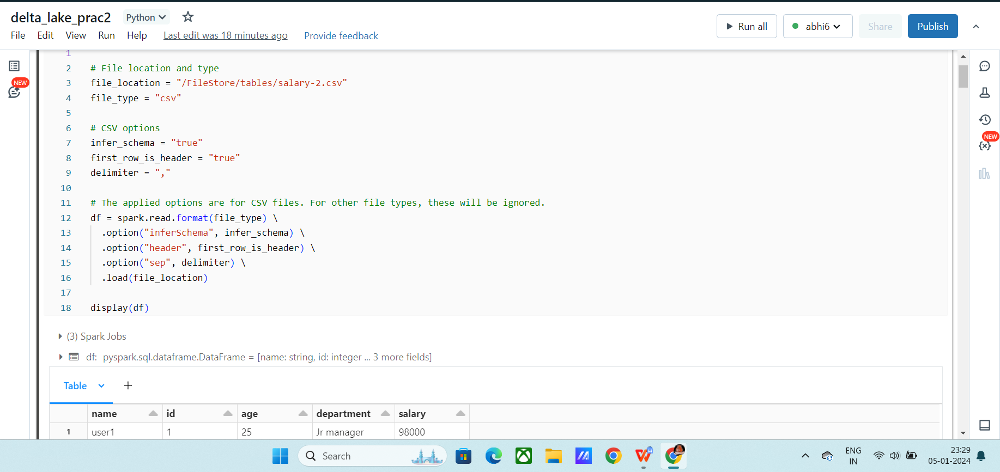 delta_lake_prac2 Python
File Edit View Run Help Last edit was 18 minutes ago Provide feedback
Run all abhi6 Share Publish
NEW
NEW
1
2 # File location and type
3 file_location = "/FileStore/tables/salary-2.csv"
4 file_type = "csv"
5
6 # CSV options
7 infer_schema = "true"
8 first_row_is_header = "true"
9 delimiter = ","
10
11 # The applied options are for CSV files. For other file types, these will be ignored.
12 df = spark.read.format(file_type) \
13 .option("inferSchema", infer_schema) \
14 .option("header", first_row_is_header) \
15 .option("sep", delimiter) \
16 .load(file_location)
17
18 display(df)
(3) Spark Jobs
df: pyspark.sql.dataframe.DataFrame = [name: string, id: integer ... 3 more fields]
Table +
name id age department salary
1 user1 1 25 Jr manager 98000
Search
ENG
IN
23:29
05-01-2024